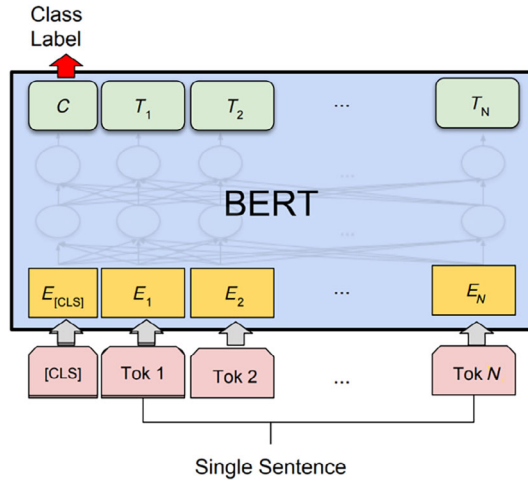 Class
Label
C T1 T2 ... TN
...
BERT
...
E[CLS] E1 E2 ... EN
[CLS] Tok 1 Tok 2 ... Tok N
Single Sentence